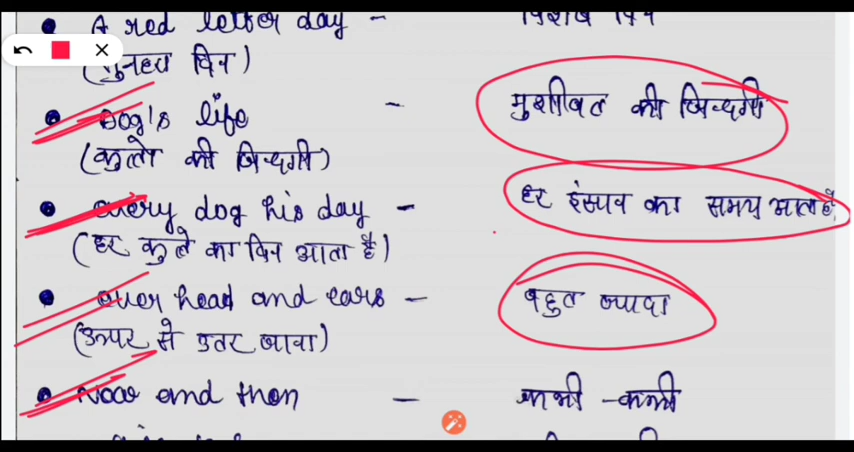 A red letter day - विशेष दिन
(सुनहरा दिन)
Dog's life - मुशीवत की जिन्दगी
(कुत्ते की जिन्दगी)
every dog his day - हर इंसान का समय आता है
(हर कुत्ते का दिन आता है)
over head and ears - बहुत ज्यादा
(ऊपर से उतर जाना)
Now and then - कभी-कभी